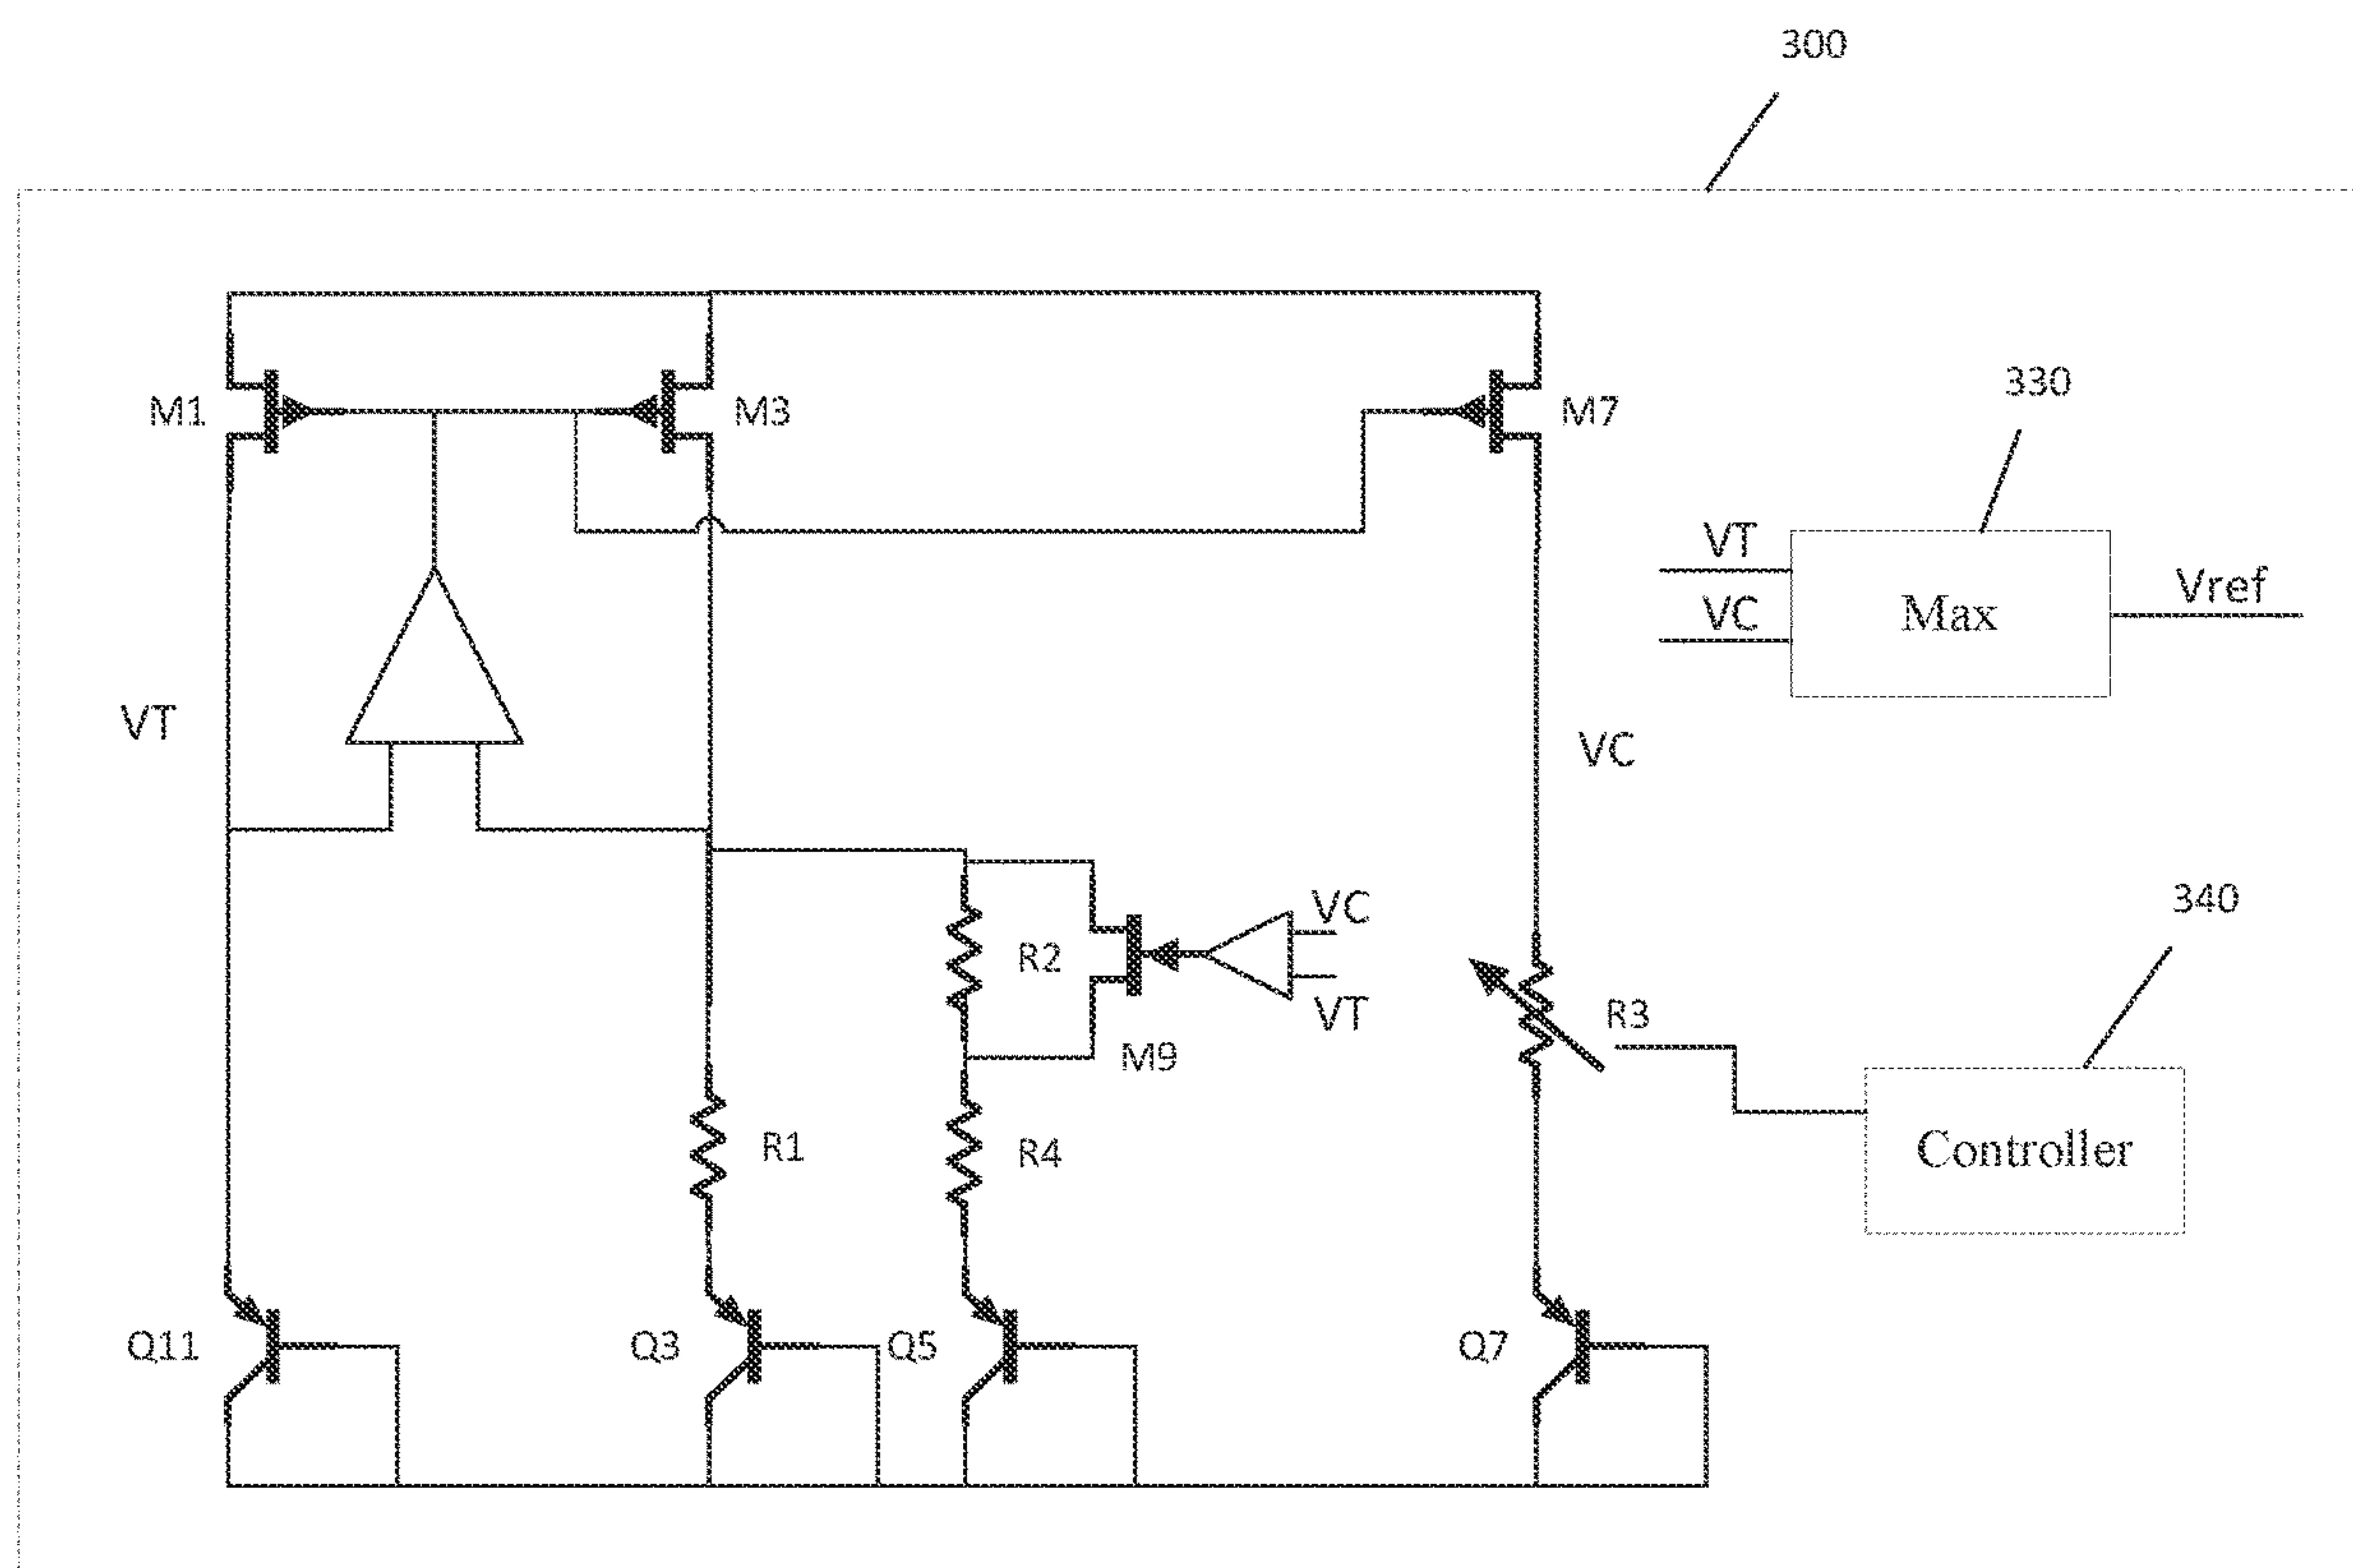 300
M1
M3
M7
330
VT
VC
Max
Vref
VT
VC
VC
VT
R2
M9
R3
340
R1
R4
Controller
Q11
Q3
Q5
Q7